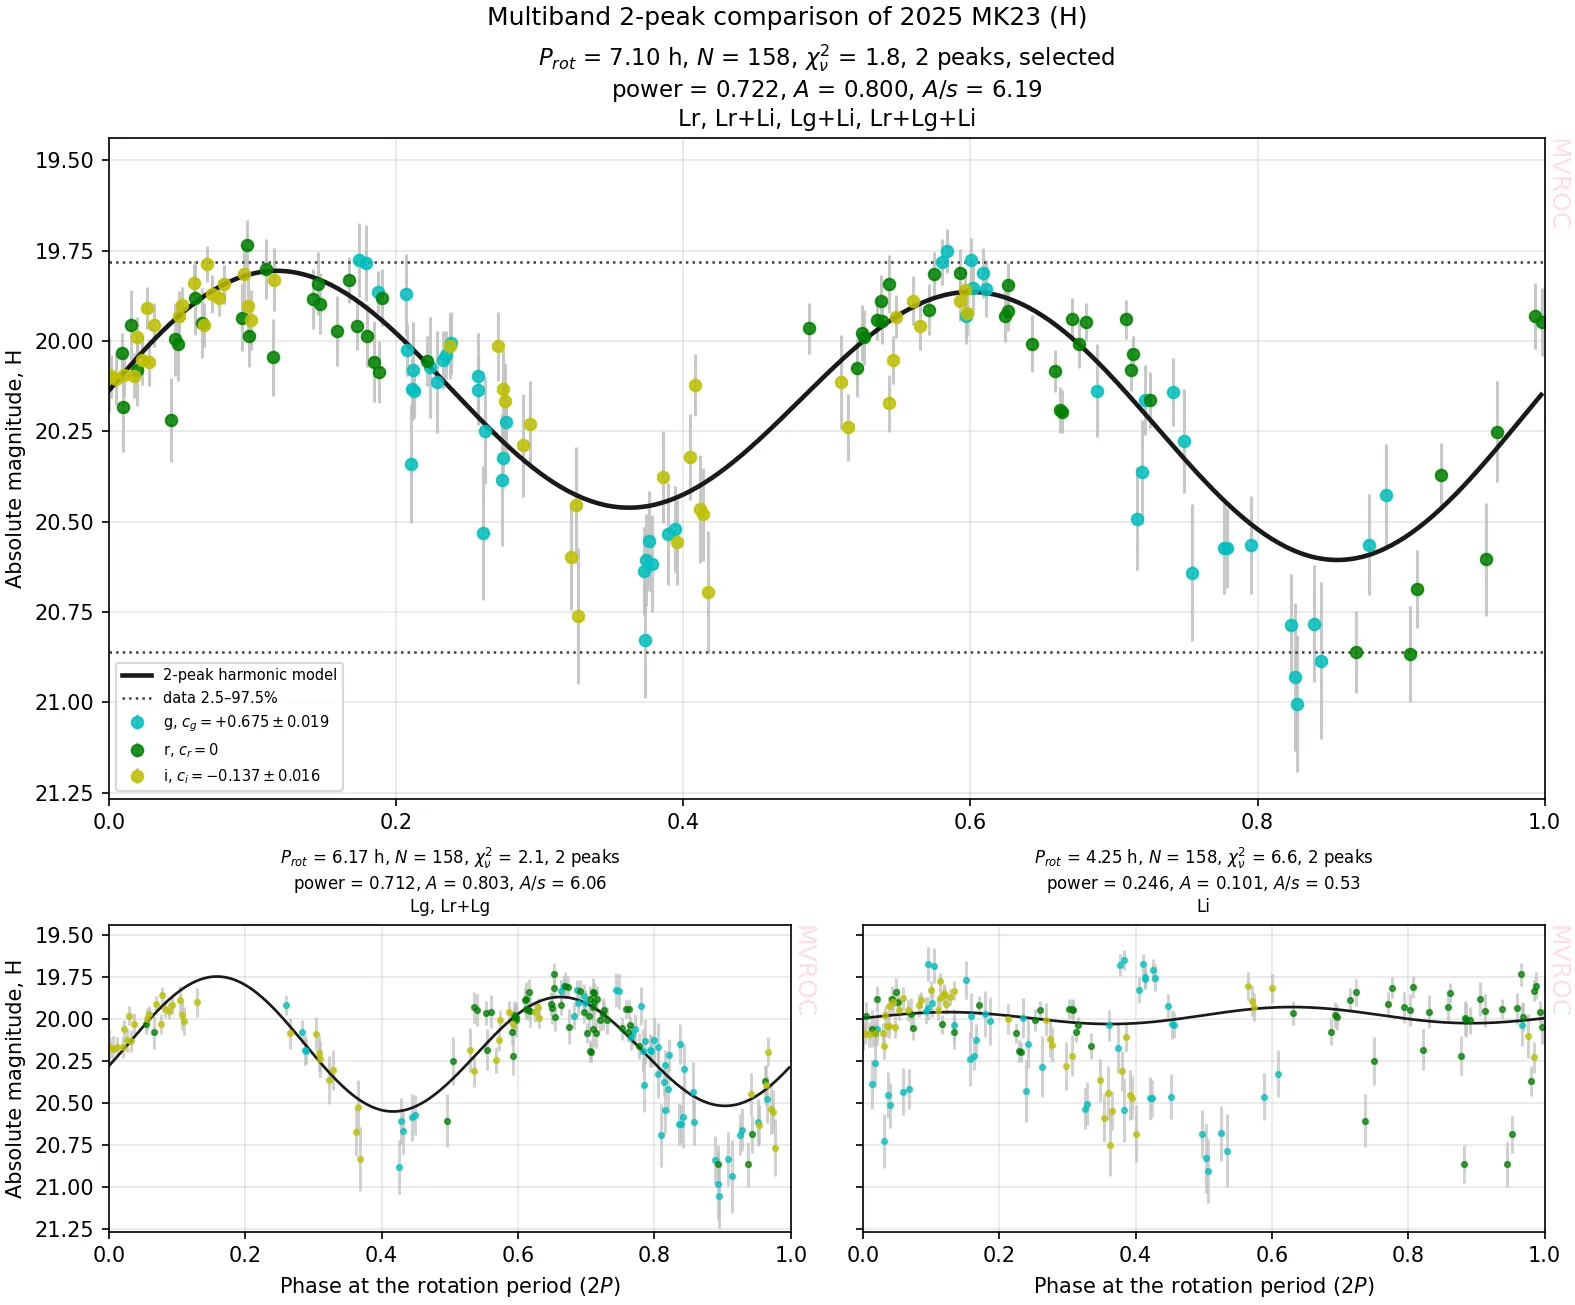 Multiband 2-peak comparison of 2025 MK23 (H)
P_rot = 7.10 h, N = 158, χ²_ν = 1.8, 2 peaks, selected
power = 0.722, A = 0.800, A/s = 6.19
Lr, Lr+Li, Lg+Li, Lr+Lg+Li
MVROC
Absolute magnitude, H
19.50
19.75
20.00
20.25
20.50
20.75
21.00
21.25
2-peak harmonic model
data 2.5–97.5%
g, c_g = +0.675 ± 0.019
r, c_r = 0
i, c_i = −0.137 ± 0.016
0.0 0.2 0.4 0.6 0.8 1.0
P_rot = 6.17 h, N = 158, χ²_ν = 2.1, 2 peaks
power = 0.712, A = 0.803, A/s = 6.06
Lg, Lr+Lg
MVROC
Absolute magnitude, H
19.50
19.75
20.00
20.25
20.50
20.75
21.00
21.25
0.0 0.2 0.4 0.6 0.8 1.0
Phase at the rotation period (2P)
P_rot = 4.25 h, N = 158, χ²_ν = 6.6, 2 peaks
power = 0.246, A = 0.101, A/s = 0.53
Li
MVROC
0.0 0.2 0.4 0.6 0.8 1.0
Phase at the rotation period (2P)